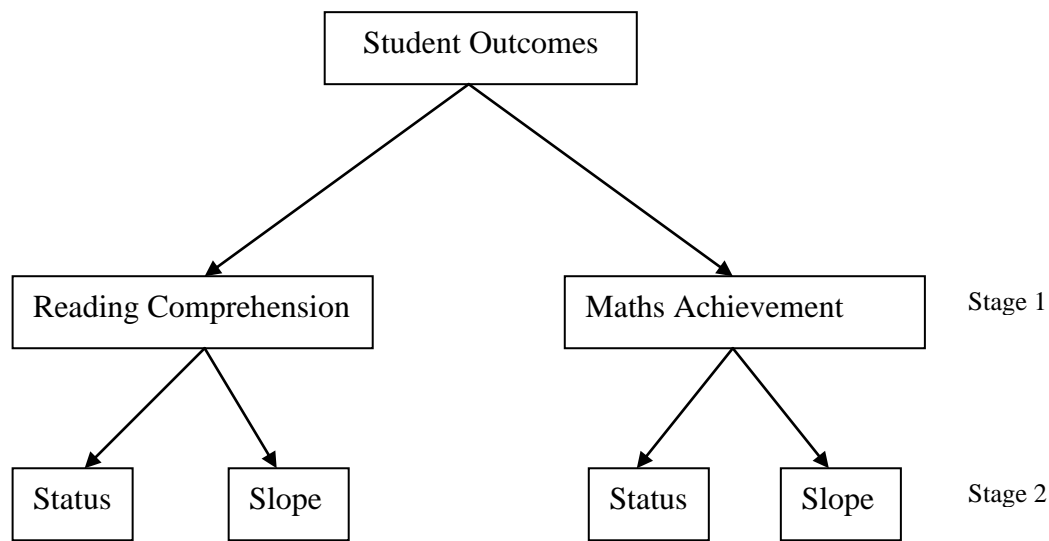 Student Outcomes
Reading Comprehension
Maths Achievement
Stage 1
Status
Slope
Status
Slope
Stage 2